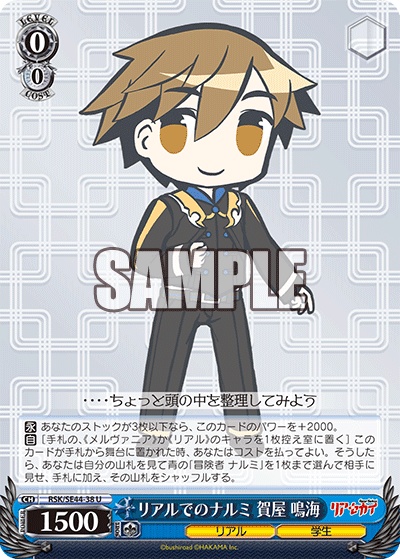 LEVEL
0
0
COST
SAMPLE
‥‥ちょっと頭の中を整理してみよう
永 あなたのストックが3枚以下なら、このカードのパワーを+2000。
自 [手札の、《メルヴァニア》か《リアル》のキャラを1枚控え室に置く] この
カードが手札から舞台に置かれた時、あなたはコストを払ってよい。そうし
たら、あなたは自分の山札を見て青の「冒険者 ナルミ」を1枚まで選んで相手に見
せ、手札に加え、その山札をシャッフルする。
CH
RSK/SE44-38 U
POWER
1500
リアルでのナルミ 賀屋 鳴海
リアル
学生
リアセカイ
©bushiroad ©HAKAMA Inc.